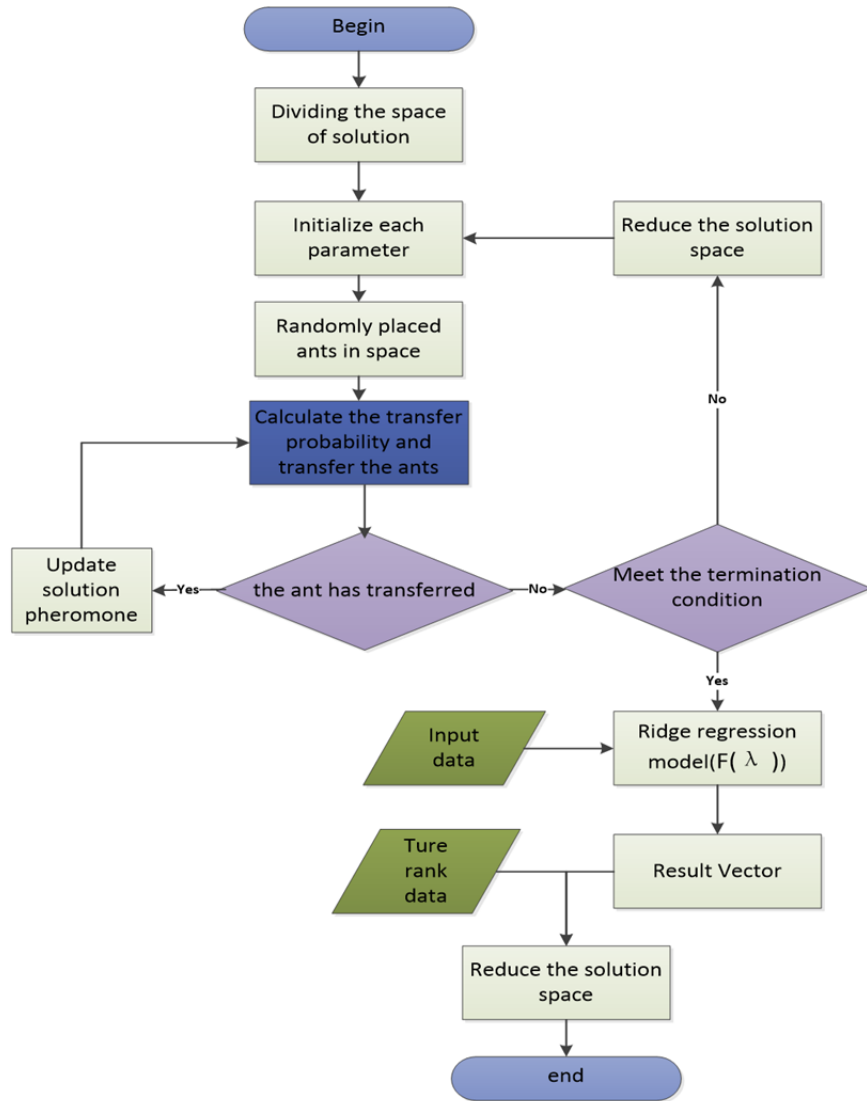 Begin
Dividing the space
of solution
Initialize each
parameter
Reduce the solution
space
Randomly placed
ants in space
No
Calculate the transfer
probability and
transfer the ants
Update
solution
pheromone
Yes
the ant has transferred
No
Meet the termination
condition
Yes
Input
data
Ridge regression
model(F( λ ))
Ture
rank
data
Result Vector
Reduce the solution
space
end